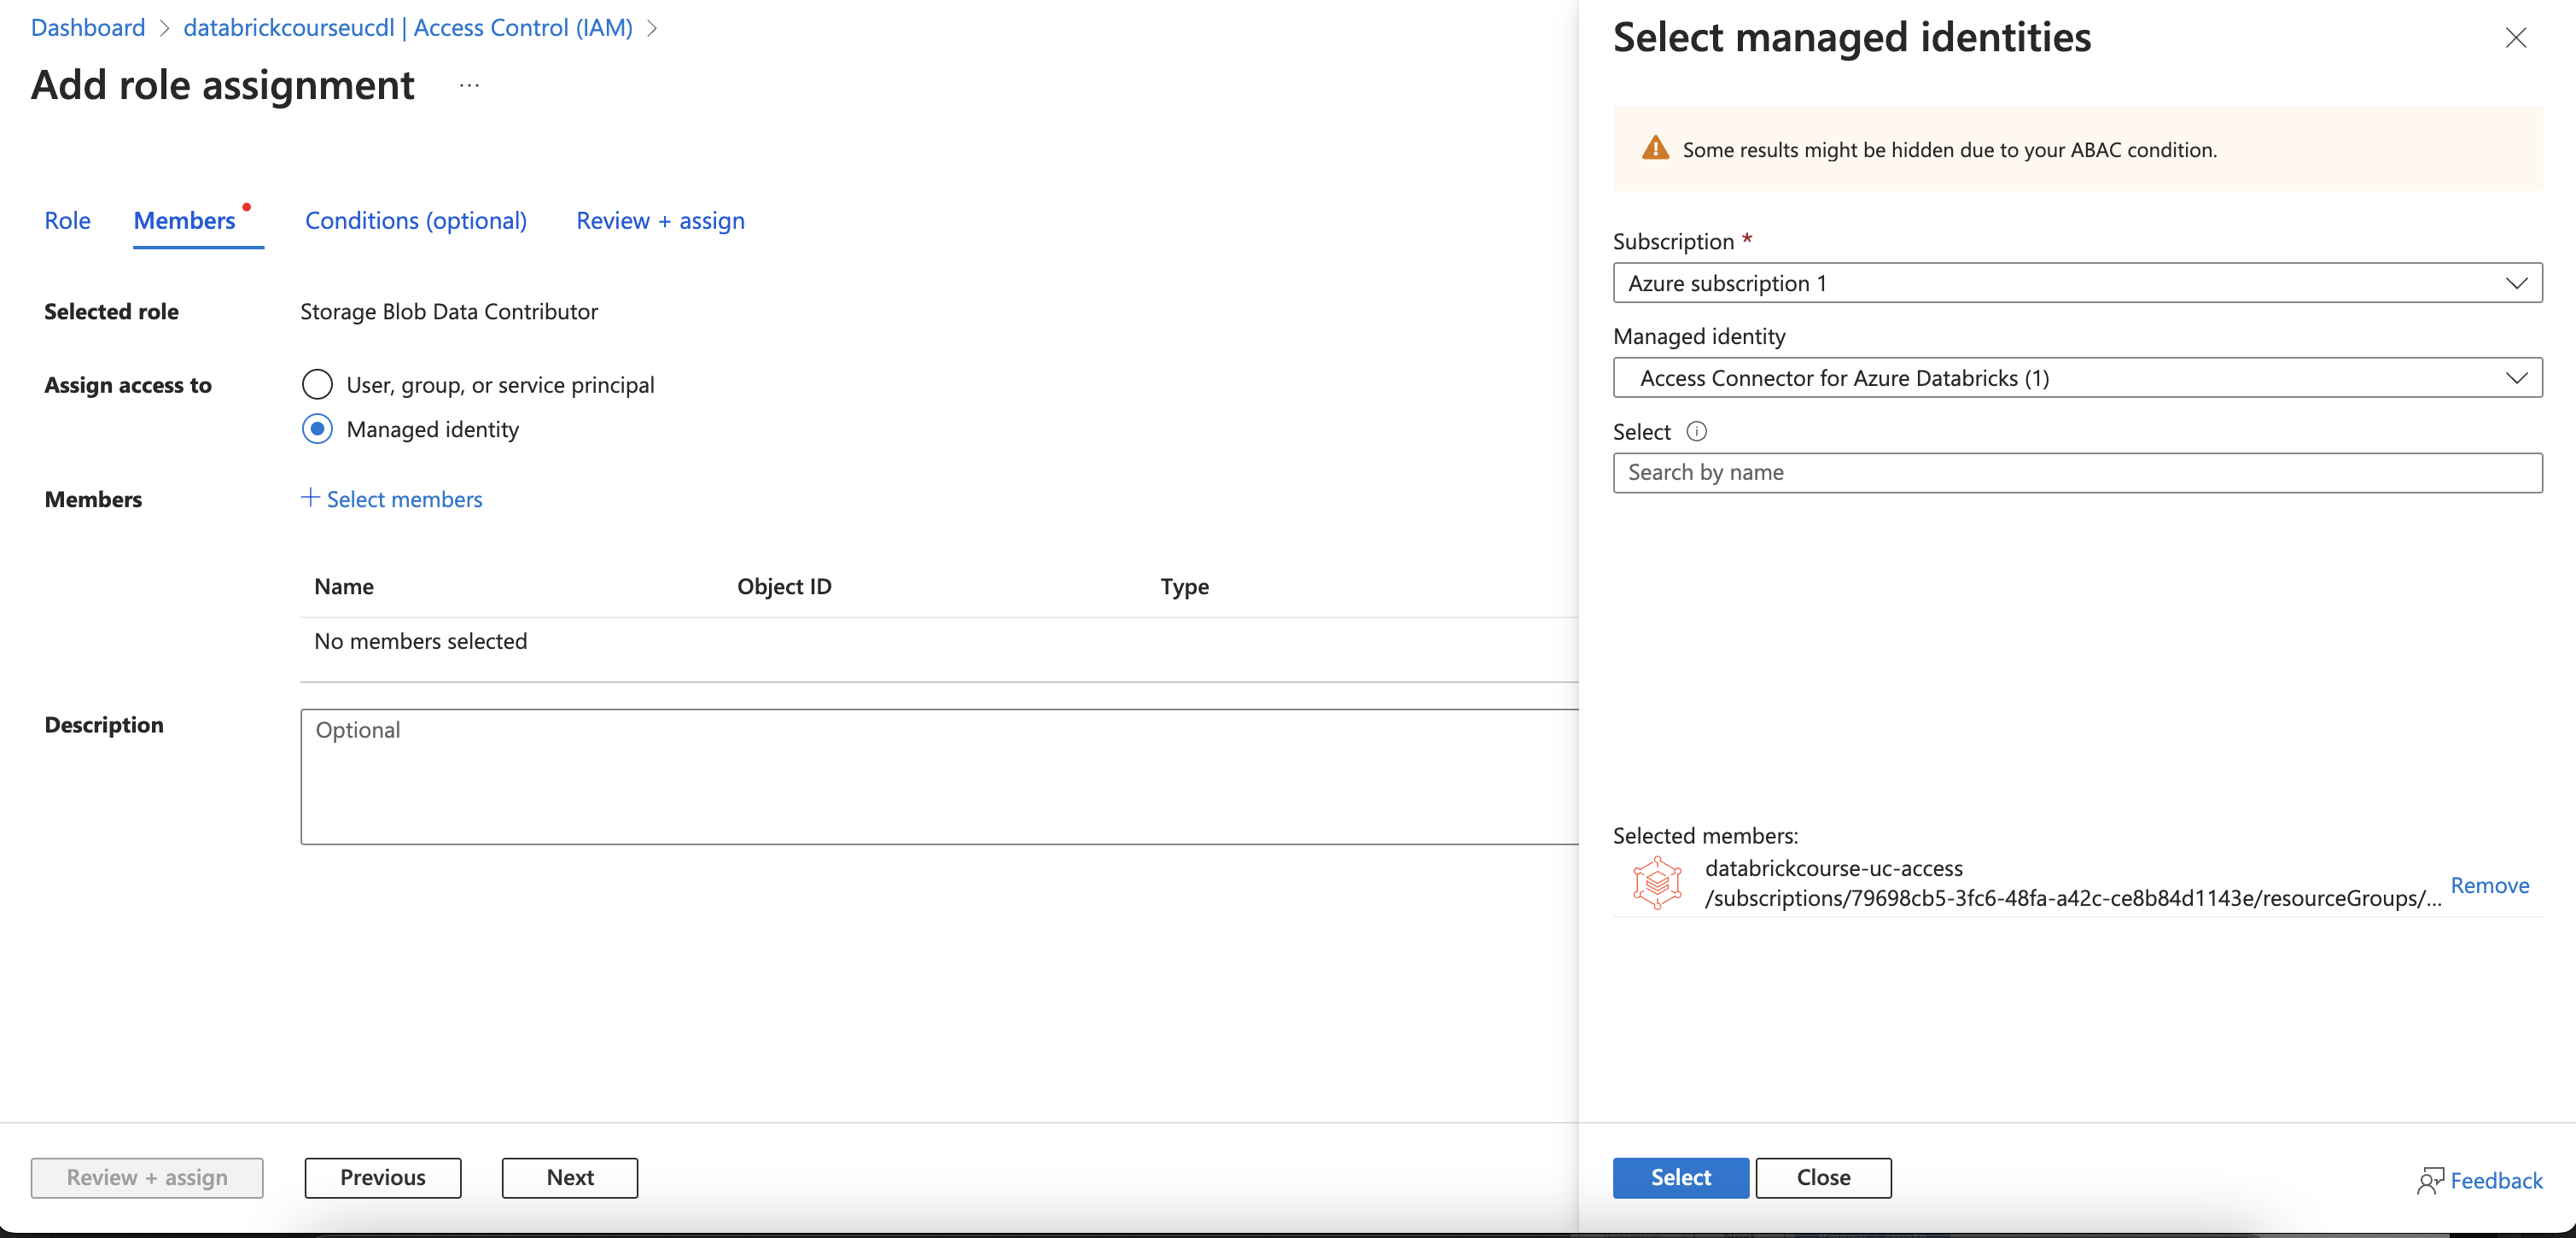 Dashboard > databrickcourseucdl | Access Control (IAM) >
Add role assignment ...
Role Members Conditions (optional) Review + assign
Selected role Storage Blob Data Contributor
Assign access to User, group, or service principal
Managed identity
Members + Select members
Name Object ID Type
No members selected
Description Optional
Review + assign Previous Next
Select managed identities
Some results might be hidden due to your ABAC condition.
Subscription *
Azure subscription 1
Managed identity
Access Connector for Azure Databricks (1)
Select
Search by name
Selected members:
databrickcourse-uc-access
/subscriptions/79698cb5-3fc6-48fa-a42c-ce8b84d1143e/resourceGroups/...
Remove
Select Close Feedback